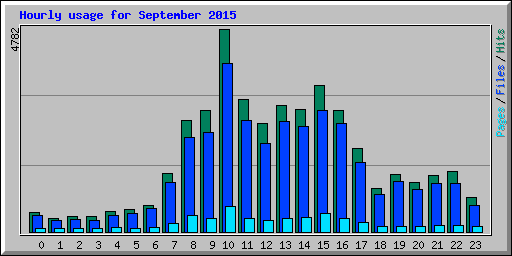 Hourly usage for September 2015
4782
Pages/Files/Hits
0 1 2 3 4 5 6 7 8 9 10 11 12 13 14 15 16 17 18 19 20 21 22 23